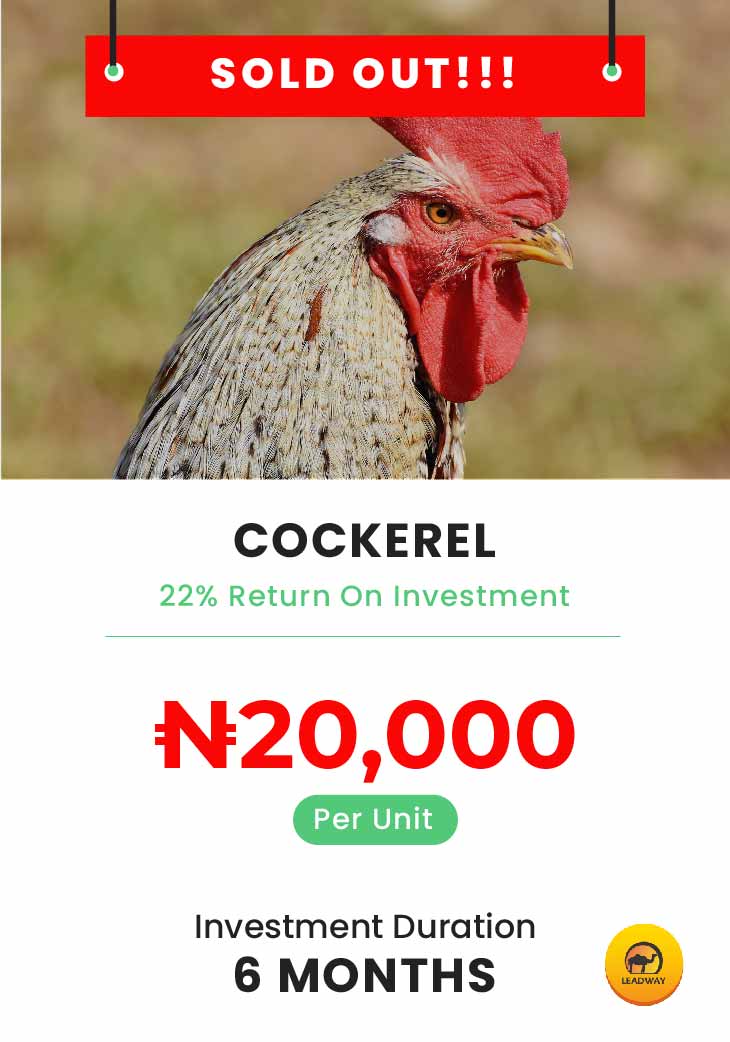 SOLD OUT!!!
COCKEREL
22% Return On Investment
₦20,000
Per Unit
Investment Duration
6 MONTHS
LEADWAY